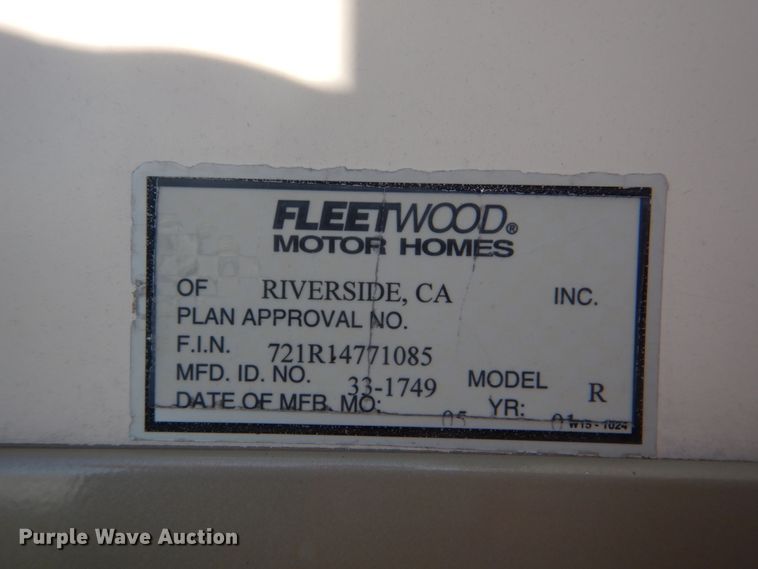 FLEETWOOD®
MOTOR HOMES
OF RIVERSIDE, CA INC.
PLAN APPROVAL NO.
F.I.N. 721R14771085
MFD. ID. NO. 33-1749 MODEL R
DATE OF MFB. MO: 05 YR: 01 W15 - 1024
Purple Wave Auction